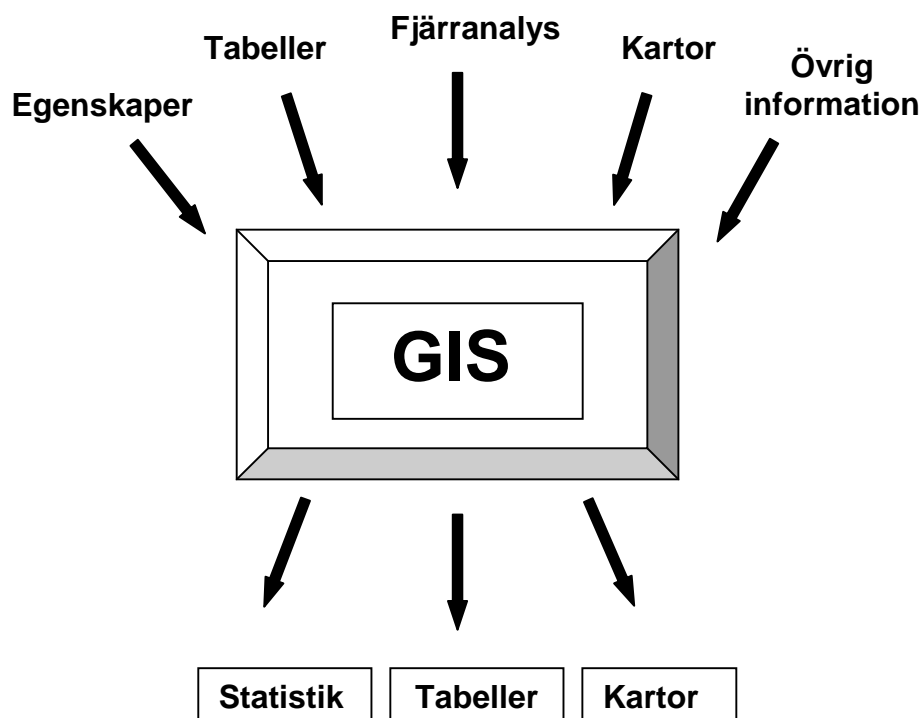 Fjärranalys
Tabeller
Kartor
Övrig
information
Egenskaper
GIS
Statistik
Tabeller
Kartor